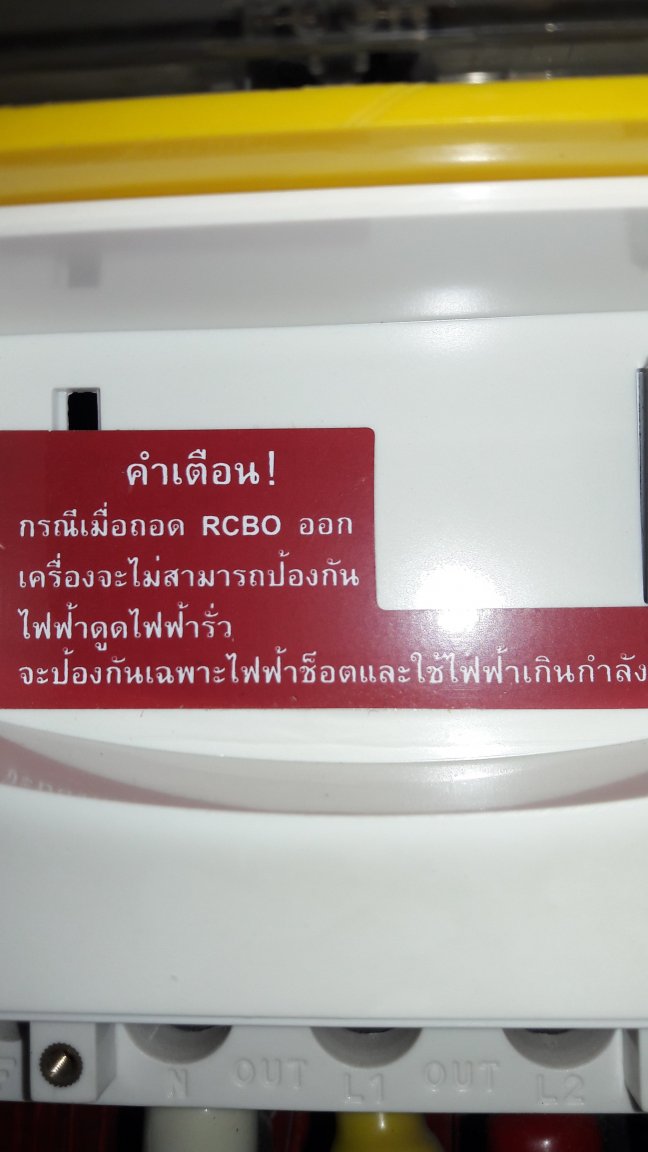 คำเตือน!
กรณีเมื่อถอด RCBO ออก
เครื่องจะไม่สามารถป้องกัน
ไฟฟ้าดูดไฟฟ้ารั่ว
จะป้องกันเฉพาะไฟฟ้าช็อตและใช้ไฟฟ้าเกินกำลัง
N OUT L1 OUT L2